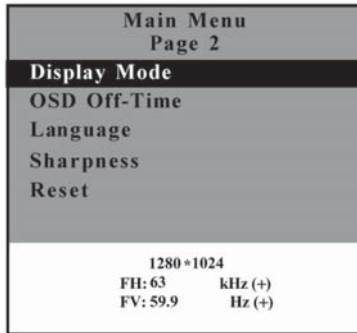 Main Menu
Page 2
Display Mode
OSD Off-Time
Language
Sharpness
Reset
1280*1024
FH: 63 kHz (+)
FV: 59.9 Hz (+)